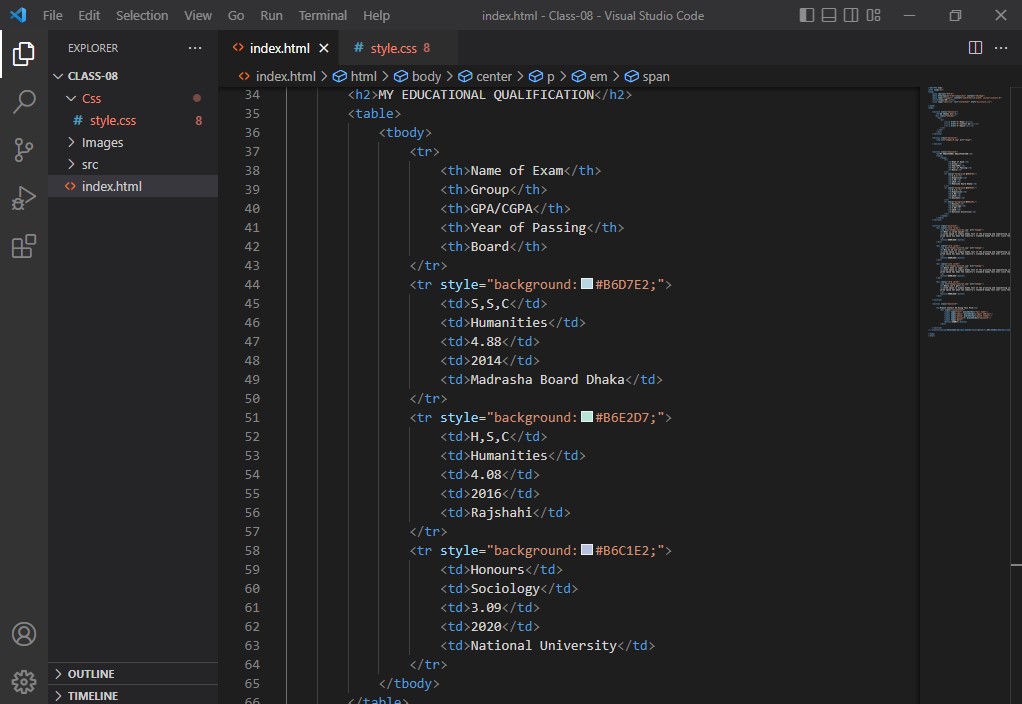 File Edit Selection View Go Run Terminal Help index.html - Class-08 - Visual Studio Code
EXPLORER
CLASS-08
Css
style.css 8
Images
src
index.html
OUTLINE
TIMELINE
index.html style.css 8
index.html > html > body > center > p > em > span
34 <h2>MY EDUCATIONAL QUALIFICATION</h2>
35 <table>
36 <tbody>
37 <tr>
38 <th>Name of Exam</th>
39 <th>Group</th>
40 <th>GPA/CGPA</th>
41 <th>Year of Passing</th>
42 <th>Board</th>
43 </tr>
44 <tr style="background:#B6D7E2;">
45 <td>S,S,C</td>
46 <td>Humanities</td>
47 <td>4.88</td>
48 <td>2014</td>
49 <td>Madrasha Board Dhaka</td>
50 </tr>
51 <tr style="background:#B6E2D7;">
52 <td>H,S,C</td>
53 <td>Humanities</td>
54 <td>4.08</td>
55 <td>2016</td>
56 <td>Rajshahi</td>
57 </tr>
58 <tr style="background:#B6C1E2;">
59 <td>Honours</td>
60 <td>Sociology</td>
61 <td>3.09</td>
62 <td>2020</td>
63 <td>National University</td>
64 </tr>
65 </tbody>
66 </table>